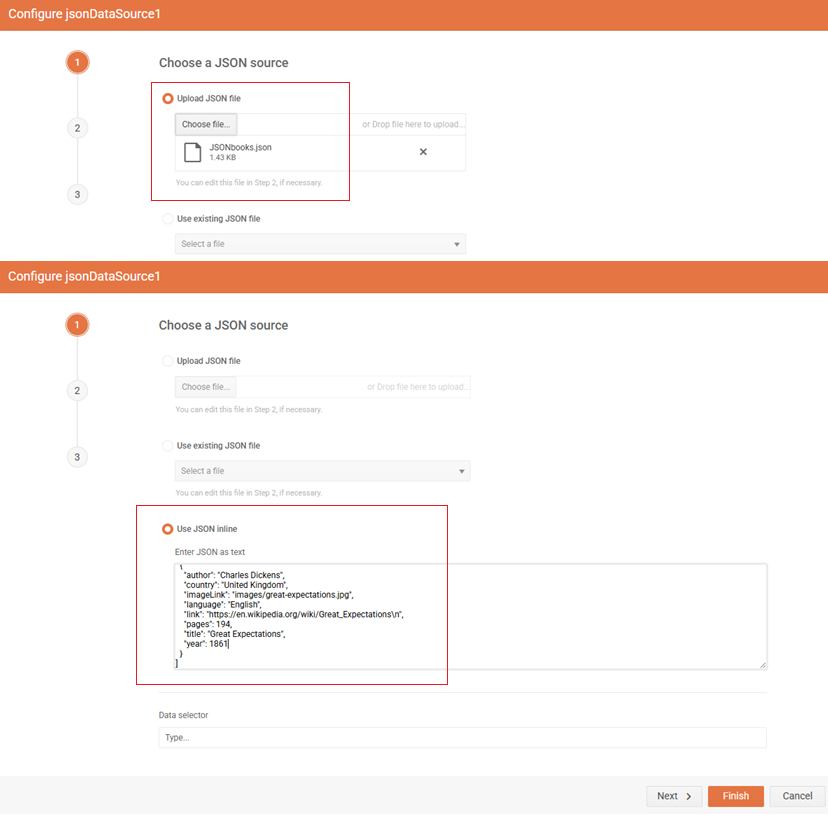 Configure jsonDataSource1
1
Choose a JSON source
Upload JSON file
Choose file... or Drop file here to upload...
2
JSONbooks.json
1.43 KB
You can edit this file in Step 2, if necessary.
3
Use existing JSON file
Select a file
Configure jsonDataSource1
1
Choose a JSON source
Upload JSON file
Choose file... or Drop file here to upload...
2
You can edit this file in Step 2, if necessary.
Use existing JSON file
3
Select a file
You can edit this file in Step 2, if necessary.
Use JSON inline
Enter JSON as text
{
"author": "Charles Dickens",
"country": "United Kingdom",
"imageLink": "images/great-expectations.jpg",
"language": "English",
"link": "https://en.wikipedia.org/wiki/Great_Expectations\n",
"pages": 194,
"title": "Great Expectations",
"year": 1861
}
]
Data selector
Type...
Next Finish Cancel